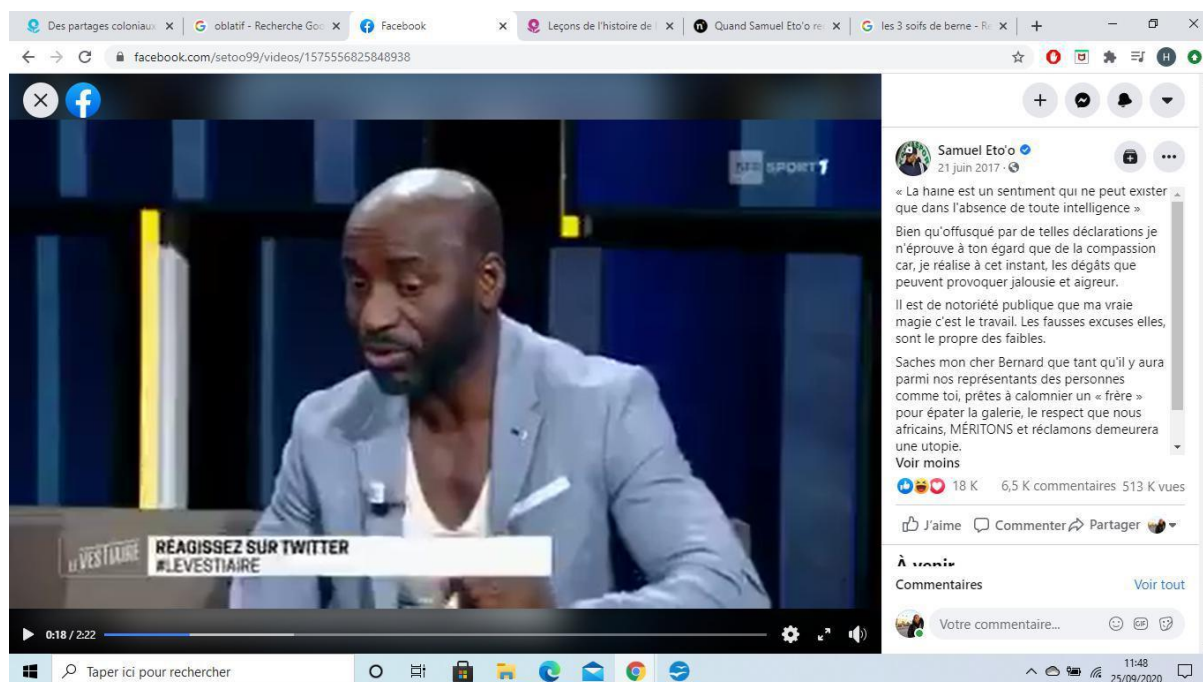 Des partages coloniaux
oblatif - Recherche Goo
Facebook
Leçons de l'histoire de l
Quand Samuel Eto'o re
les 3 soifs de berne - Re
facebook.com/setoo99/videos/1575556825848938
H
SPORT 1
Samuel Eto'o
21 juin 2017
« La haine est un sentiment qui ne peut exister
que dans l'absence de toute intelligence »
Bien qu'offusqué par de telles déclarations je
n'éprouve à ton égard que de la compassion
car, je réalise à cet instant, les dégâts que
peuvent provoquer jalousie et aigreur.
Il est de notoriété publique que ma vraie
magie c'est le travail. Les fausses excuses elles,
sont le propre des faibles.
Saches mon cher Bernard que tant qu'il y aura
parmi nos représentants des personnes
comme toi, prêtes à calomnier un « frère »
pour épater la galerie, le respect que nous
africains, MÉRITONS et réclamons demeurera
une utopie.
Voir moins
18 K 6,5 K commentaires 513 K vues
J'aime Commenter Partager
À venir
Commentaires Voir tout
Votre commentaire...
GIF
LE VESTIAIRE
RÉAGISSEZ SUR TWITTER
#LEVESTIAIRE
0:18 / 2:22
Taper ici pour rechercher
11:48
25/09/2020